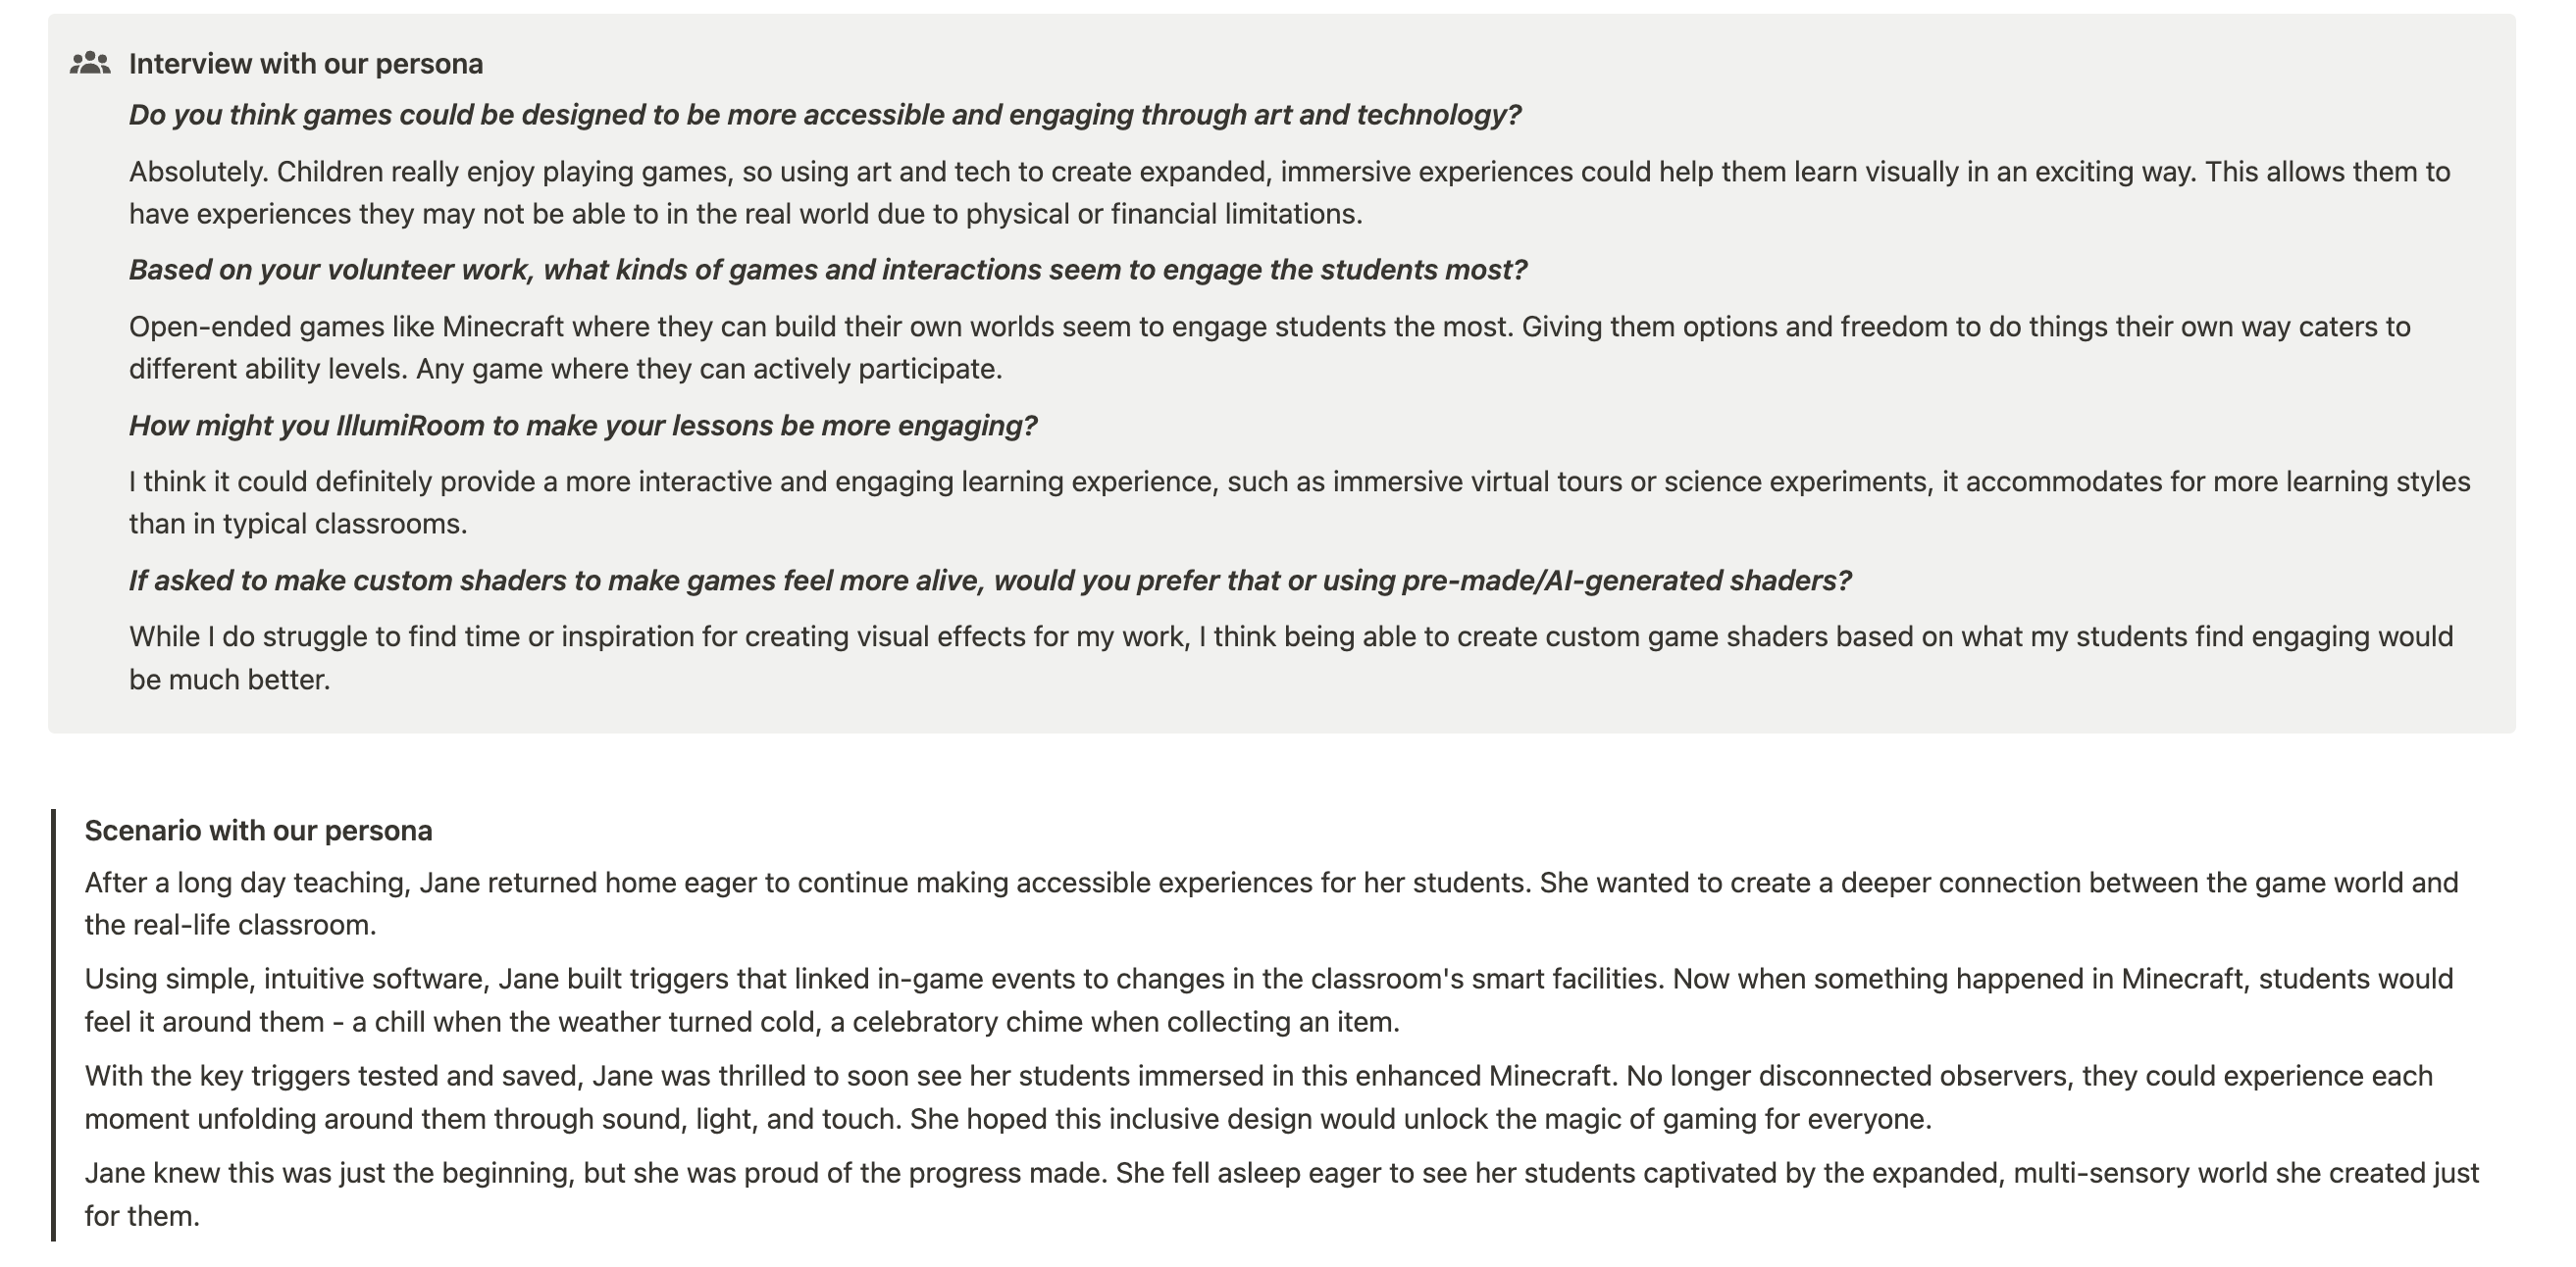 Interview with our persona
Do you think games could be designed to be more accessible and engaging through art and technology?
Absolutely. Children really enjoy playing games, so using art and tech to create expanded, immersive experiences could help them learn visually in an exciting way. This allows them to
have experiences they may not be able to in the real world due to physical or financial limitations.
Based on your volunteer work, what kinds of games and interactions seem to engage the students most?
Open-ended games like Minecraft where they can build their own worlds seem to engage students the most. Giving them options and freedom to do things their own way caters to
different ability levels. Any game where they can actively participate.
How might you IllumiRoom to make your lessons be more engaging?
I think it could definitely provide a more interactive and engaging learning experience, such as immersive virtual tours or science experiments, it accommodates for more learning styles
than in typical classrooms.
If asked to make custom shaders to make games feel more alive, would you prefer that or using pre-made/AI-generated shaders?
While I do struggle to find time or inspiration for creating visual effects for my work, I think being able to create custom game shaders based on what my students find engaging would
be much better.
Scenario with our persona
After a long day teaching, Jane returned home eager to continue making accessible experiences for her students. She wanted to create a deeper connection between the game world and
the real-life classroom.
Using simple, intuitive software, Jane built triggers that linked in-game events to changes in the classroom's smart facilities. Now when something happened in Minecraft, students would
feel it around them - a chill when the weather turned cold, a celebratory chime when collecting an item.
With the key triggers tested and saved, Jane was thrilled to soon see her students immersed in this enhanced Minecraft. No longer disconnected observers, they could experience each
moment unfolding around them through sound, light, and touch. She hoped this inclusive design would unlock the magic of gaming for everyone.
Jane knew this was just the beginning, but she was proud of the progress made. She fell asleep eager to see her students captivated by the expanded, multi-sensory world she created just
for them.